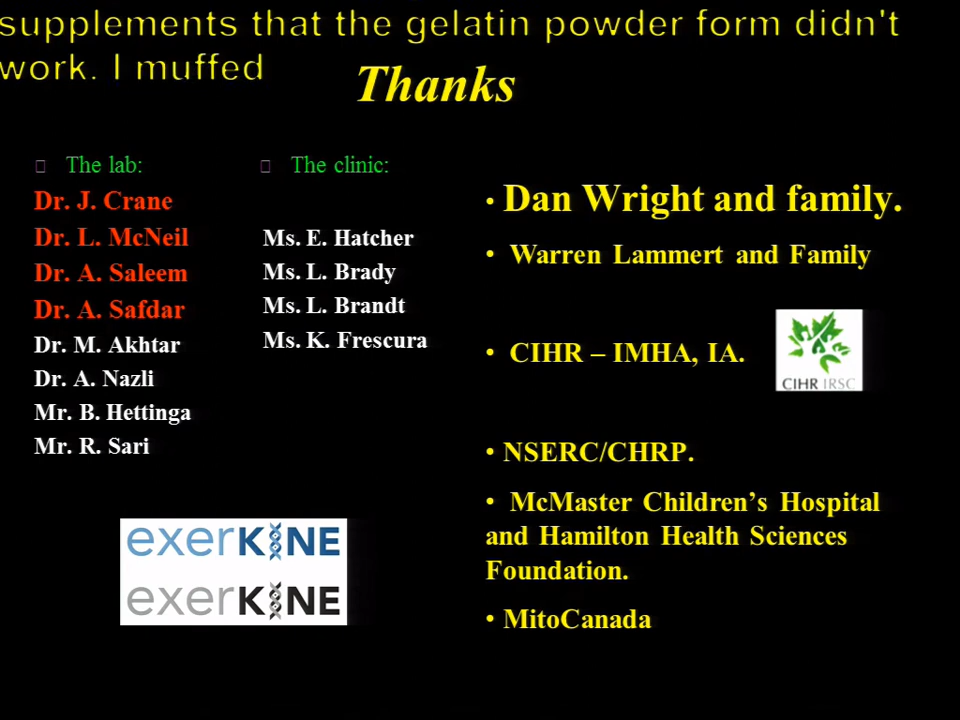 supplements that the gelatin powder form didn't
work. I muffed
Thanks
The lab:
Dr. J. Crane
Dr. L. McNeil
Dr. A. Saleem
Dr. A. Safdar
Dr. M. Akhtar
Dr. A. Nazli
Mr. B. Hettinga
Mr. R. Sari
The clinic:
Ms. E. Hatcher
Ms. L. Brady
Ms. L. Brandt
Ms. K. Frescura
• Dan Wright and family.
• Warren Lammert and Family
• CIHR – IMHA, IA.
CIHR IRSC
• NSERC/CHRP.
• McMaster Children’s Hospital
and Hamilton Health Sciences
Foundation.
• MitoCanada
exerKINE
exerKINE